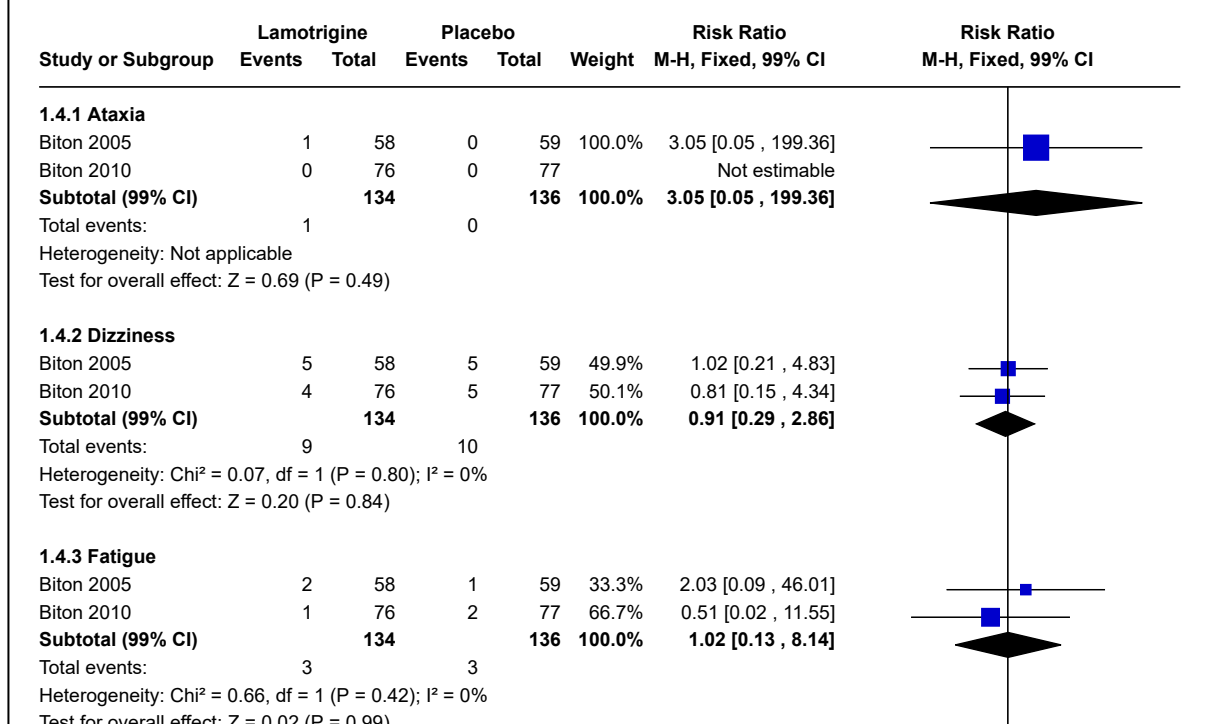 Lamotrigine Placebo Risk Ratio Risk Ratio
Study or Subgroup Events Total Events Total Weight M-H, Fixed, 99% CI M-H, Fixed, 99% CI
1.4.1 Ataxia
Biton 2005 1 58 0 59 100.0% 3.05 [0.05 , 199.36]
Biton 2010 0 76 0 77 Not estimable
Subtotal (99% CI) 134 136 100.0% 3.05 [0.05 , 199.36]
Total events: 1 0
Heterogeneity: Not applicable
Test for overall effect: Z = 0.69 (P = 0.49)
1.4.2 Dizziness
Biton 2005 5 58 5 59 49.9% 1.02 [0.21 , 4.83]
Biton 2010 4 76 5 77 50.1% 0.81 [0.15 , 4.34]
Subtotal (99% CI) 134 136 100.0% 0.91 [0.29 , 2.86]
Total events: 9 10
Heterogeneity: Chi² = 0.07, df = 1 (P = 0.80); I² = 0%
Test for overall effect: Z = 0.20 (P = 0.84)
1.4.3 Fatigue
Biton 2005 2 58 1 59 33.3% 2.03 [0.09 , 46.01]
Biton 2010 1 76 2 77 66.7% 0.51 [0.02 , 11.55]
Subtotal (99% CI) 134 136 100.0% 1.02 [0.13 , 8.14]
Total events: 3 3
Heterogeneity: Chi² = 0.66, df = 1 (P = 0.42); I² = 0%
Test for overall effect: Z = 0.02 (P = 0.99)